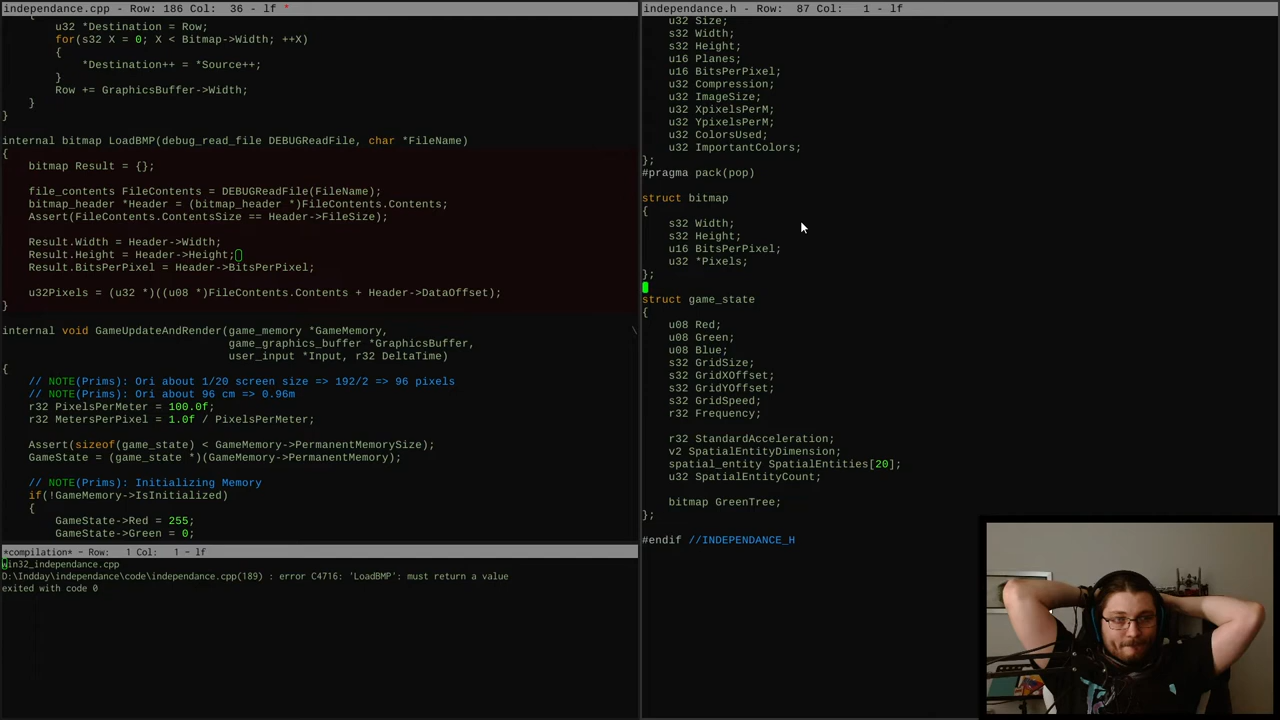 independance.cpp - Row: 186 Col:  36 - lf *
    {
        u32 *Destination = Row;
        for(s32 X = 0; X < Bitmap->Width; ++X)
        {
            *Destination++ = *Source++;
        }
        Row += GraphicsBuffer->Width;
    }
}
internal bitmap LoadBMP(debug_read_file DEBUGReadFile, char *FileName)
{
    bitmap Result = {};
    file_contents FileContents = DEBUGReadFile(FileName);
    bitmap_header *Header = (bitmap_header *)FileContents.Contents;
    Assert(FileContents.ContentsSize == Header->FileSize);
    Result.Width = Header->Width;
    Result.Height = Header->Height;
    Result.BitsPerPixel = Header->BitsPerPixel;
    u32Pixels = (u32 *)((u08 *)FileContents.Contents + Header->DataOffset);
}
internal void GameUpdateAndRender(game_memory *GameMemory, \
                                  game_graphics_buffer *GraphicsBuffer,
                                  user_input *Input, r32 DeltaTime)
{
    // NOTE(Prims): Ori about 1/20 screen size => 192/2 => 96 pixels
    // NOTE(Prims): Ori about 96 cm => 0.96m
    r32 PixelsPerMeter = 100.0f;
    r32 MetersPerPixel = 1.0f / PixelsPerMeter;
    Assert(sizeof(game_state) < GameMemory->PermanentMemorySize);
    GameState = (game_state *)(GameMemory->PermanentMemory);
    // NOTE(Prims): Initializing Memory
    if(!GameMemory->IsInitialized)
    {
        GameState->Red = 255;
        GameState->Green = 0;
*compilation* - Row:   1 Col:   1 - lf
win32_independance.cpp
D:\Indday\independance\code\independance.cpp(189) : error C4716: 'LoadBMP': must return a value
exited with code 0
independance.h - Row:  87 Col:   1 - lf
    u32 Size;
    s32 Width;
    s32 Height;
    u16 Planes;
    u16 BitsPerPixel;
    u32 Compression;
    u32 ImageSize;
    u32 XpixelsPerM;
    u32 YpixelsPerM;
    u32 ColorsUsed;
    u32 ImportantColors;
};
#pragma pack(pop)
struct bitmap
{
    s32 Width;
    s32 Height;
    u16 BitsPerPixel;
    u32 *Pixels;
};
struct game_state
{
    u08 Red;
    u08 Green;
    u08 Blue;
    s32 GridSize;
    s32 GridXOffset;
    s32 GridYOffset;
    s32 GridSpeed;
    r32 Frequency;
    r32 StandardAcceleration;
    v2 SpatialEntityDimension;
    spatial_entity SpatialEntities[20];
    u32 SpatialEntityCount;
    bitmap GreenTree;
};
#endif //INDEPENDANCE_H